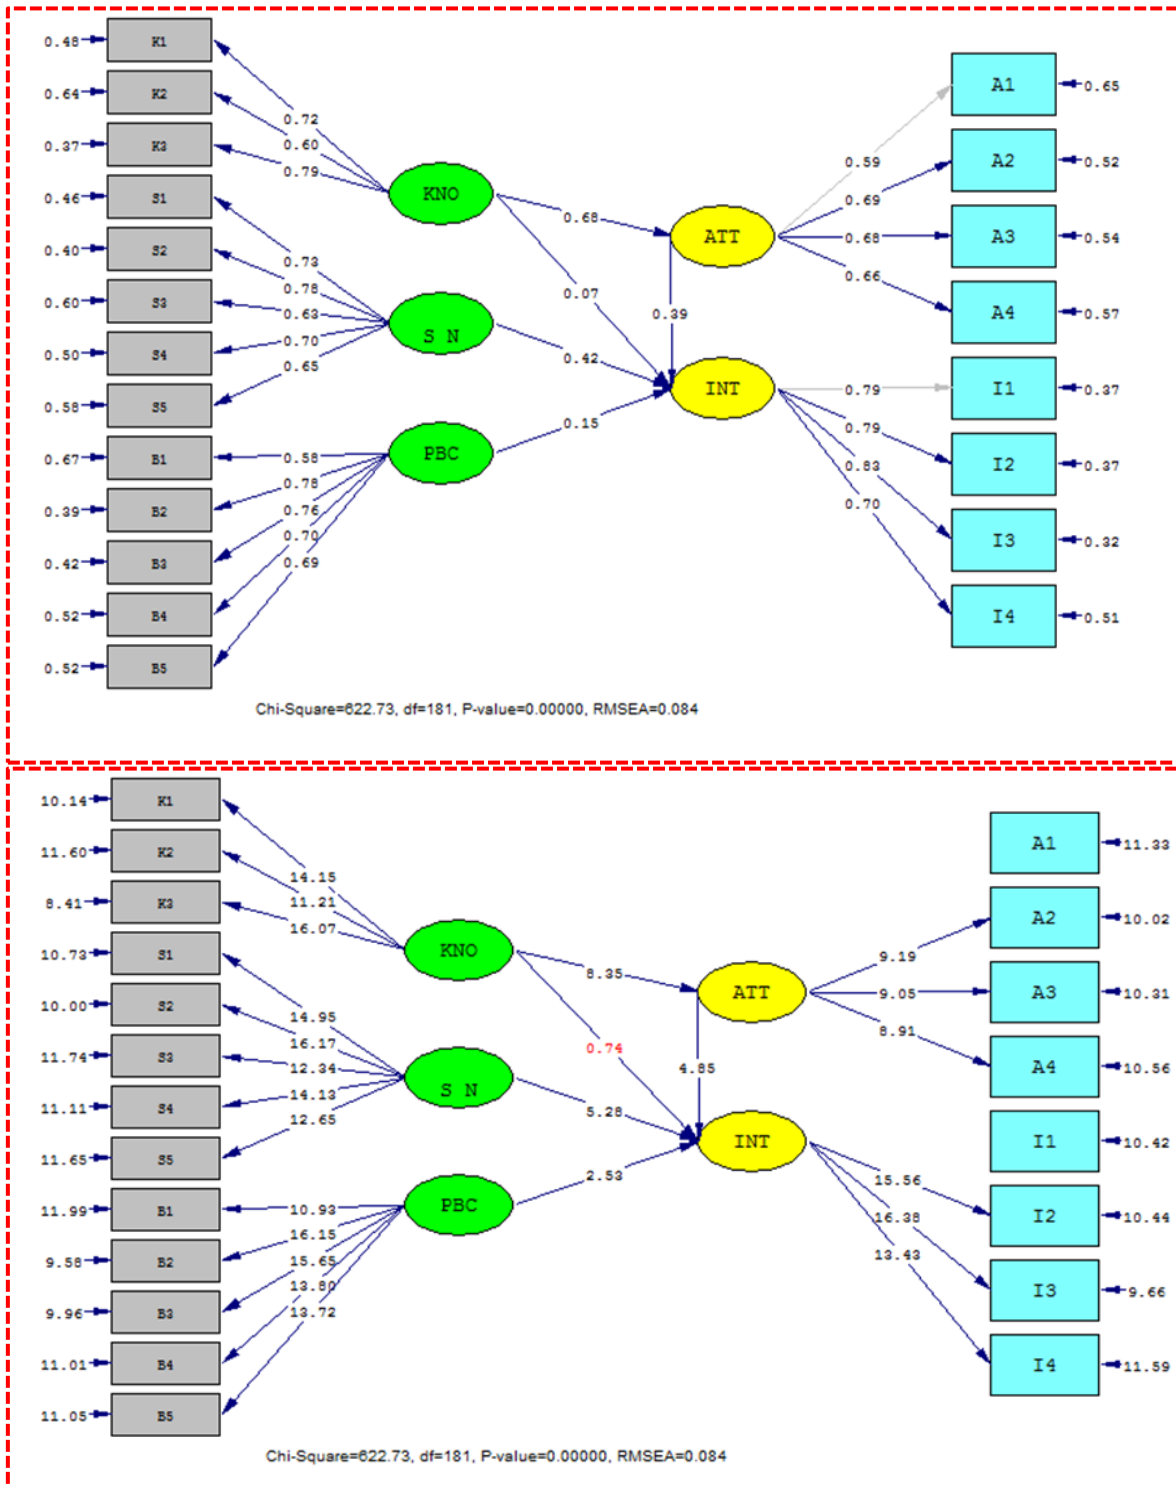 0.48 K1
0.64 K2
0.37 K3
0.46 S1
0.40 S2
0.60 S3
0.50 S4
0.58 S5
0.67 B1
0.39 B2
0.42 B3
0.52 B4
0.52 B5
0.72
0.60
0.79
0.73
0.78
0.63
0.70
0.65
0.58
0.78
0.76
0.70
0.69
KNO
S N
PBC
0.68
0.07
0.42
0.15
0.39
ATT
INT
0.59
0.69
0.68
0.66
0.79
0.79
0.83
0.70
A1 0.65
A2 0.52
A3 0.54
A4 0.57
I1 0.37
I2 0.37
I3 0.32
I4 0.51
Chi-Square=622.73, df=181, P-value=0.00000, RMSEA=0.084
10.14 K1
11.60 K2
8.41 K3
10.73 S1
10.00 S2
11.74 S3
11.11 S4
11.65 S5
11.99 B1
9.58 B2
9.96 B3
11.01 B4
11.05 B5
14.15
11.21
16.07
14.95
16.17
12.34
14.13
12.65
10.93
16.15
15.65
13.80
13.72
KNO
S N
PBC
8.35
0.74
5.28
2.53
4.85
ATT
INT
9.19
9.05
8.91
15.56
16.38
13.43
A1 11.33
A2 10.02
A3 10.31
A4 10.56
I1 10.42
I2 10.44
I3 9.66
I4 11.59
Chi-Square=622.73, df=181, P-value=0.00000, RMSEA=0.084